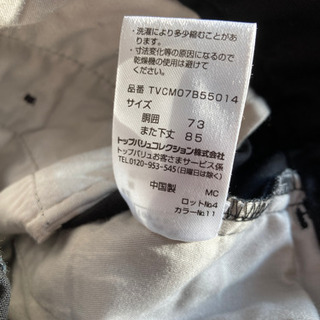 ・洗濯により多少縮むことがあ
ります。
・寸法変化等の原因になるので
乾燥機の使用は避けて
ください。
品番 TVCM07B55014
サイズ
胴囲 73
また下丈 85
トップバリュコレクション株式会社
トップバリュお客さまサービス係
TEL 0120-953-545(日曜日を除く)
中国製 MC
ロットNo.4
カラーNo.11